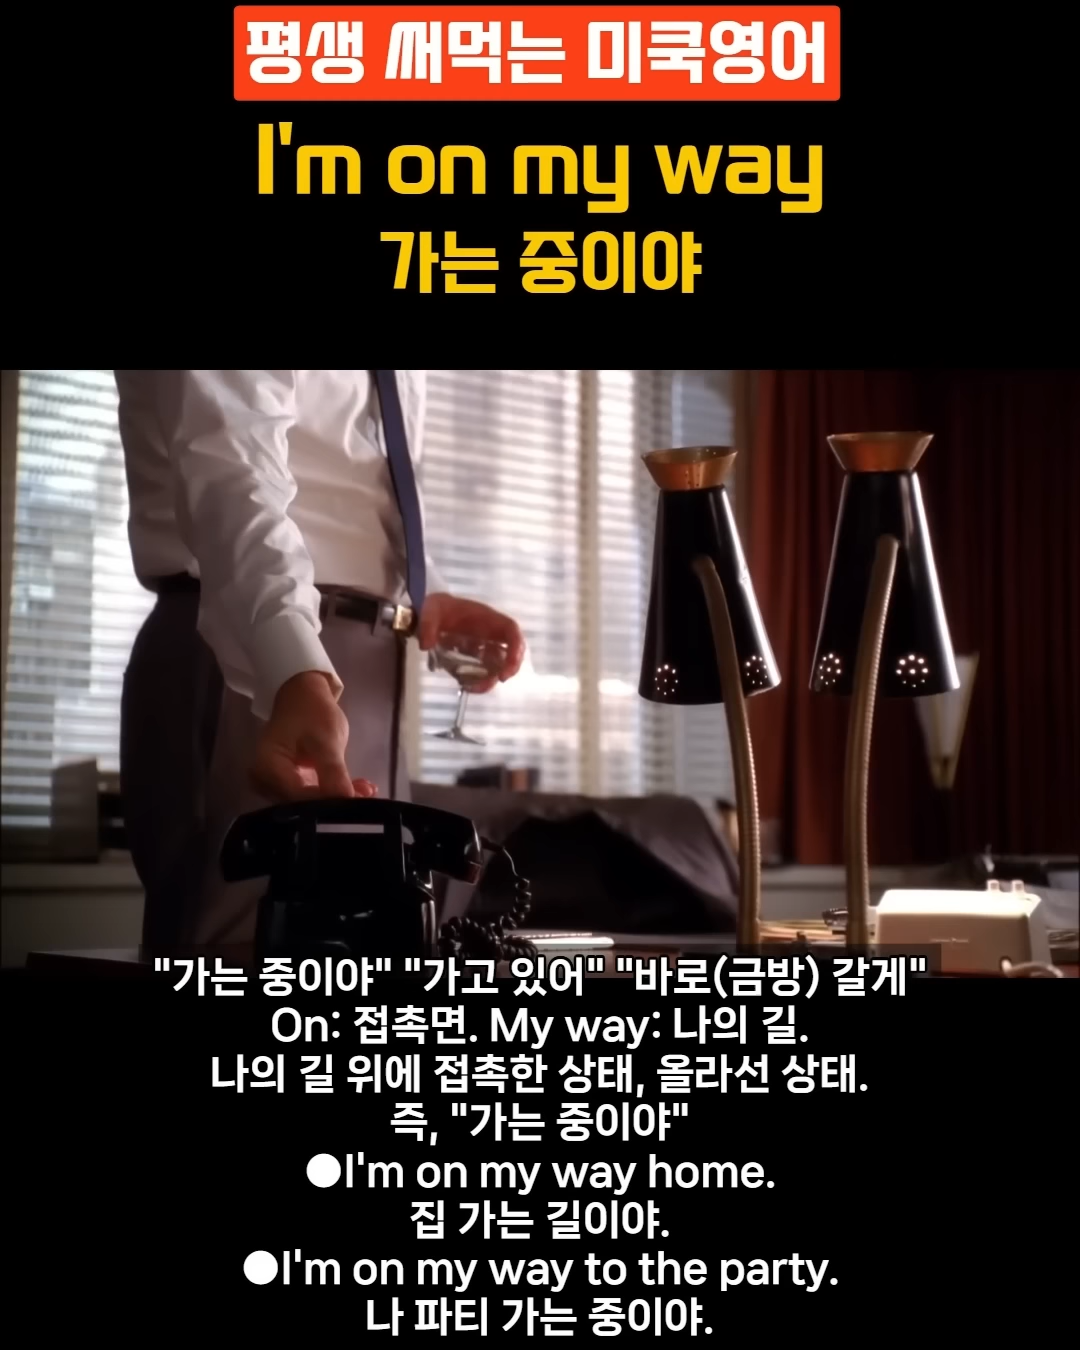 평생 써먹는 미쿡영어
I'm on my way
가는 중이야
"가는 중이야" "가고 있어" "바로(금방) 갈게"
On: 접촉면. My way: 나의 길.
나의 길 위에 접촉한 상태, 올라선 상태.
즉, "가는 중이야"
●I'm on my way home.
집 가는 길이야.
●I'm on my way to the party.
나 파티 가는 중이야.